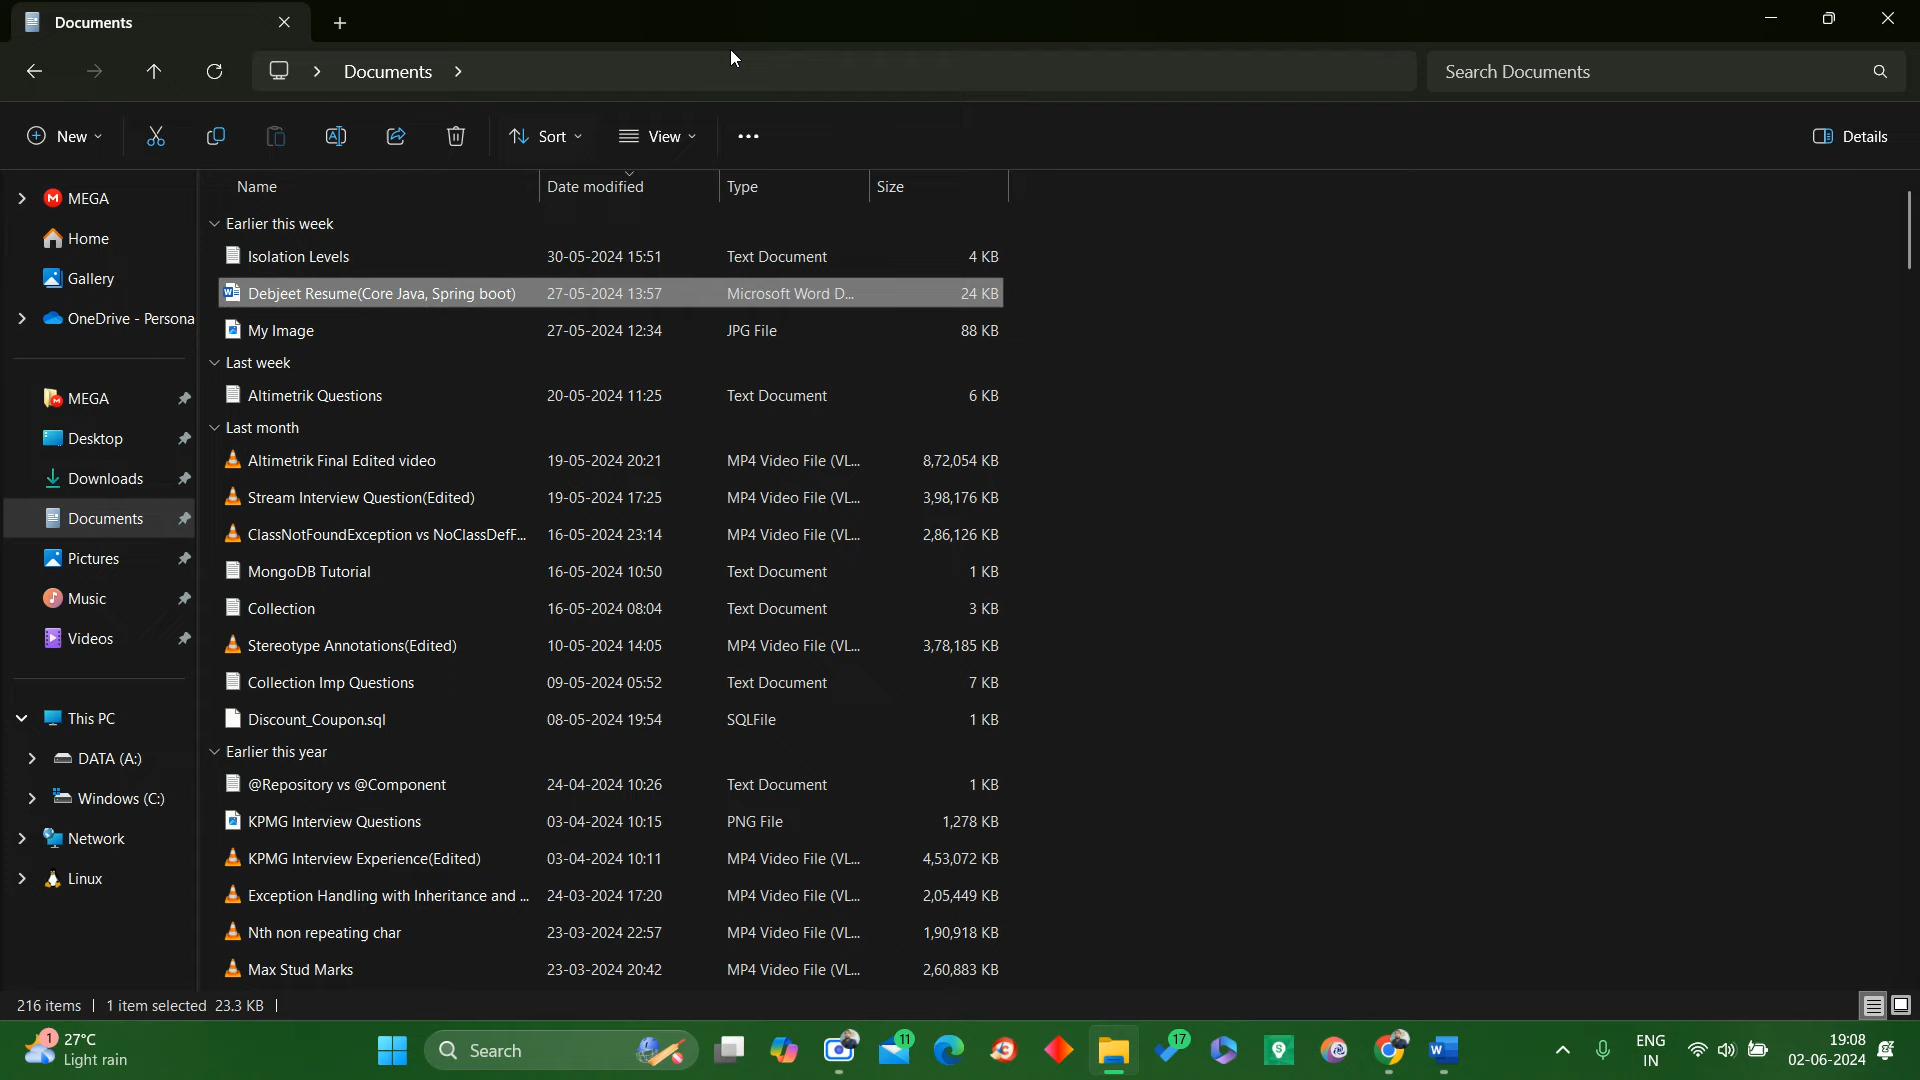 Documents
Documents
Search Documents
New
Sort
View
Details
MEGA
Home
Gallery
OneDrive - Persona
MEGA
Desktop
Downloads
Documents
Pictures
Music
Videos
This PC
DATA (A:)
Windows (C:)
Network
Linux
Name Date modified Type Size
Earlier this week
Isolation Levels 30-05-2024 15:51 Text Document 4 KB
Debjeet Resume(Core Java, Spring boot) 27-05-2024 13:57 Microsoft Word D... 24 KB
My Image 27-05-2024 12:34 JPG File 88 KB
Last week
Altimetrik Questions 20-05-2024 11:25 Text Document 6 KB
Last month
Altimetrik Final Edited video 19-05-2024 20:21 MP4 Video File (VL... 8,72,054 KB
Stream Interview Question(Edited) 19-05-2024 17:25 MP4 Video File (VL... 3,98,176 KB
ClassNotFoundException vs NoClassDefF... 16-05-2024 23:14 MP4 Video File (VL... 2,86,126 KB
MongoDB Tutorial 16-05-2024 10:50 Text Document 1 KB
Collection 16-05-2024 08:04 Text Document 3 KB
Stereotype Annotations(Edited) 10-05-2024 14:05 MP4 Video File (VL... 3,78,185 KB
Collection Imp Questions 09-05-2024 05:52 Text Document 7 KB
Discount_Coupon.sql 08-05-2024 19:54 SQLFile 1 KB
Earlier this year
@Repository vs @Component 24-04-2024 10:26 Text Document 1 KB
KPMG Interview Questions 03-04-2024 10:15 PNG File 1,278 KB
KPMG Interview Experience(Edited) 03-04-2024 10:11 MP4 Video File (VL... 4,53,072 KB
Exception Handling with Inheritance and ... 24-03-2024 17:20 MP4 Video File (VL... 2,05,449 KB
Nth non repeating char 23-03-2024 22:57 MP4 Video File (VL... 1,90,918 KB
Max Stud Marks 23-03-2024 20:42 MP4 Video File (VL... 2,60,883 KB
216 items 1 item selected 23.3 KB
1
27°C
Light rain
Search
11
17
ENG
IN
19:08
02-06-2024